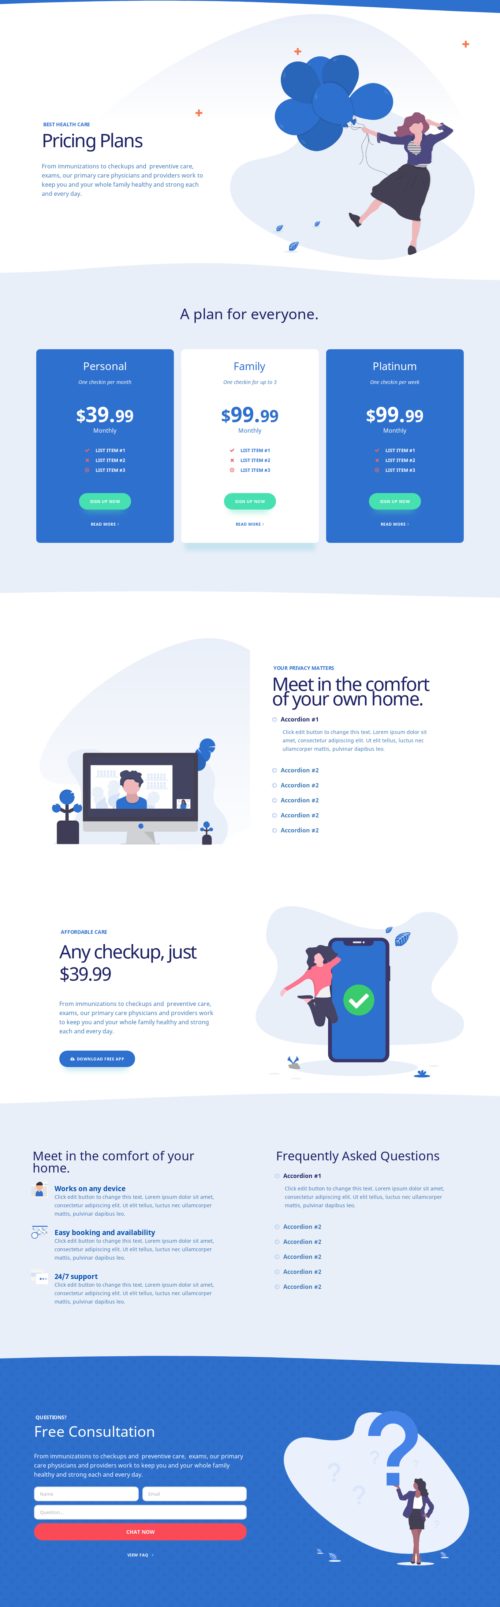 BEST HEALTH CARE
Pricing Plans
From immunizations to checkups and preventive care,
exams, our primary care physicians and providers work to
keep you and your whole family healthy and strong each
and every day.
A plan for everyone.
Personal
One checkin per month
$39.99
Monthly
LIST ITEM #1
LIST ITEM #2
LIST ITEM #3
SIGN UP NOW
READ MORE
Family
One checkin for up to 3
$99.99
Monthly
LIST ITEM #1
LIST ITEM #2
LIST ITEM #3
SIGN UP NOW
READ MORE
Platinum
One checkin per week
$99.99
Monthly
LIST ITEM #1
LIST ITEM #2
LIST ITEM #3
SIGN UP NOW
READ MORE
YOUR PRIVACY MATTERS
Meet in the comfort
of your own home.
Accordion #1
Click edit button to change this text. Lorem ipsum dolor sit
amet, consectetur adipiscing elit. Ut elit tellus, luctus nec
ullamcorper mattis, pulvinar dapibus leo.
Accordion #2
Accordion #2
Accordion #2
Accordion #2
Accordion #2
AFFORDABLE CARE
Any checkup, just
$39.99
From immunizations to checkups and preventive care,
exams, our primary care physicians and providers work
to keep you and your whole family healthy and strong
each and every day.
DOWNLOAD FREE APP
Meet in the comfort of your
home.
Works on any device
Click edit button to change this text. Lorem ipsum dolor sit amet,
consectetur adipiscing elit. Ut elit tellus, luctus nec ullamcorper
mattis, pulvinar dapibus leo.
Easy booking and availability
Click edit button to change this text. Lorem ipsum dolor sit amet,
consectetur adipiscing elit. Ut elit tellus, luctus nec ullamcorper
mattis, pulvinar dapibus leo.
24/7 support
Click edit button to change this text. Lorem ipsum dolor sit amet,
consectetur adipiscing elit. Ut elit tellus, luctus nec ullamcorper
mattis, pulvinar dapibus leo.
Frequently Asked Questions
Accordion #1
Click edit button to change this text. Lorem ipsum dolor sit amet,
consectetur adipiscing elit. Ut elit tellus, luctus nec ullamcorper
mattis, pulvinar dapibus leo.
Accordion #2
Accordion #2
Accordion #2
Accordion #2
Accordion #2
QUESTIONS?
Free Consultation
From immunizations to checkups and preventive care, exams, our primary
care physicians and providers work to keep you and your whole family
healthy and strong each and every day.
Name
Email
Question...
CHAT NOW
VIEW FAQ
?
? ? ? ?